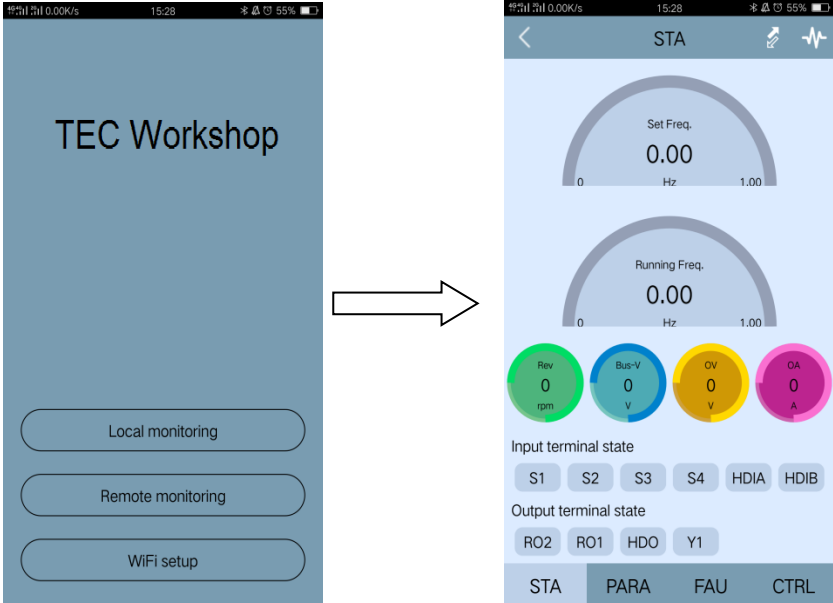 0.00K/s 15:28 55%
TEC Workshop
Local monitoring
Remote monitoring
WiFi setup
0.00K/s 15:28 55%
STA
Set Freq.
0.00
0 Hz 1.00
Running Freq.
0.00
0 Hz 1.00
Rev Bus-V OV OA
0 0 0 0
rpm V V A
Input terminal state
S1 S2 S3 S4 HDIA HDIB
Output terminal state
RO2 RO1 HDO Y1
STA PARA FAU CTRL